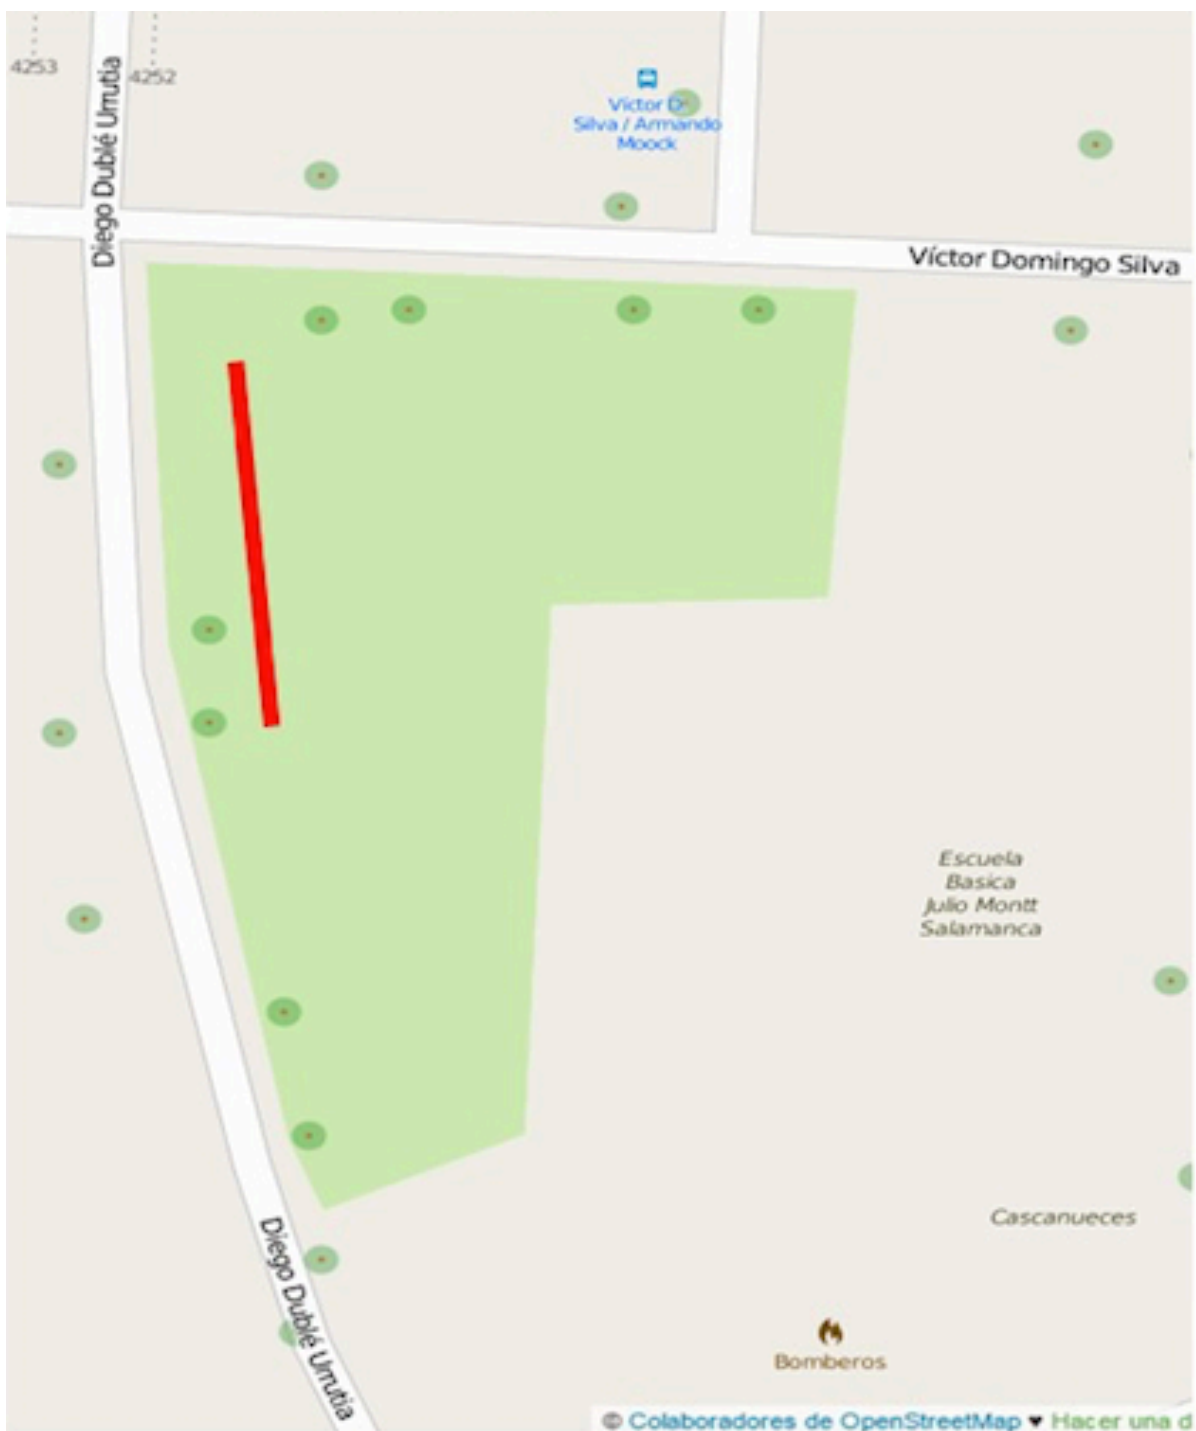 4253
Diego Dublé Urrutia
4252
Víctor D.
Silva / Armando
Moock
Víctor Domingo Silva
Escuela
Basica
Julio Montt
Salamanca
Cascanueces
Diego Dublé Urrutia
Bomberos
© Colaboradores de OpenStreetMap ♥ Hacer una d